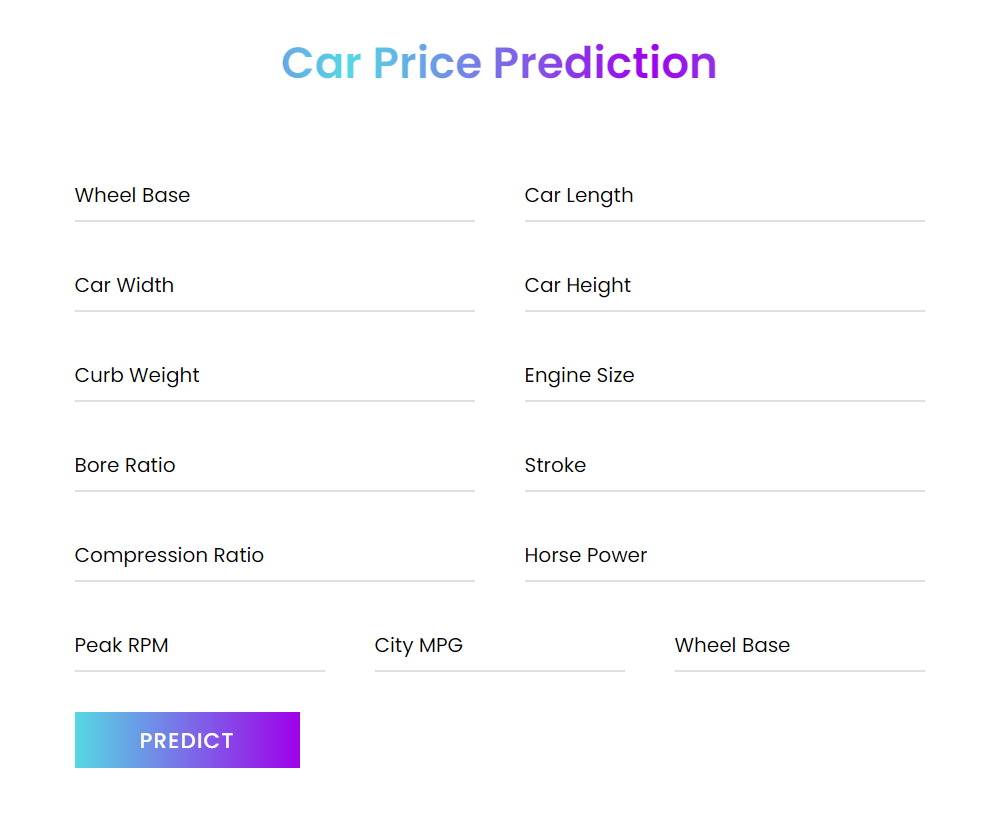 Car Price Prediction
Wheel Base
Car Length
Car Width
Car Height
Curb Weight
Engine Size
Bore Ratio
Stroke
Compression Ratio
Horse Power
Peak RPM
City MPG
Wheel Base
PREDICT